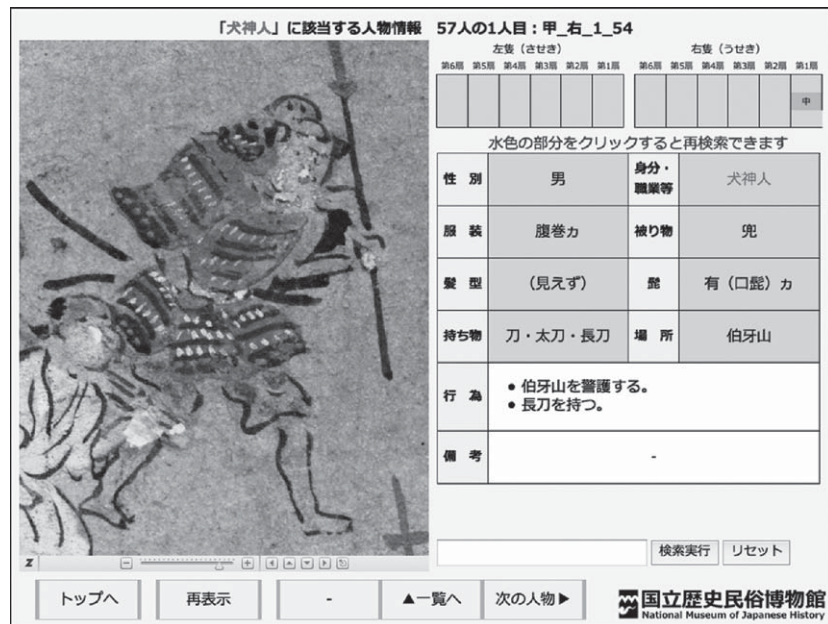 「犬神人」に該当する人物情報 57人の1人目：甲_右_1_54
左隻（させき） 右隻（うせき）
第6扇 第5扇 第4扇 第3扇 第2扇 第1扇 第6扇 第5扇 第4扇 第3扇 第2扇 第1扇
中
水色の部分をクリックすると再検索できます
性 別 男 身分・職業等 犬神人
服 装 腹巻ヵ 被り物 兜
髪 型 （見えず） 髭 有（口髭）ヵ
持ち物 刀・太刀・長刀 場 所 伯牙山
行 為 • 伯牙山を警護する。
• 長刀を持つ。
備 考 -
検索実行 リセット
トップへ 再表示 - ▲一覧へ 次の人物▶
国立歴史民俗博物館
National Museum of Japanese History